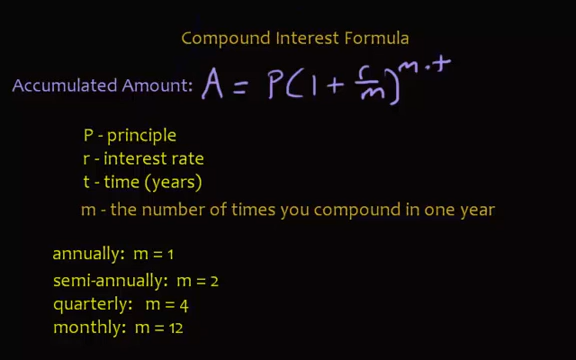 Compound Interest Formula
Accumulated Amount: A = P(1 + r/m)^m·t
P - principle
r - interest rate
t - time (years)
m - the number of times you compound in one year
annually: m = 1
semi-annually: m = 2
quarterly: m = 4
monthly: m = 12